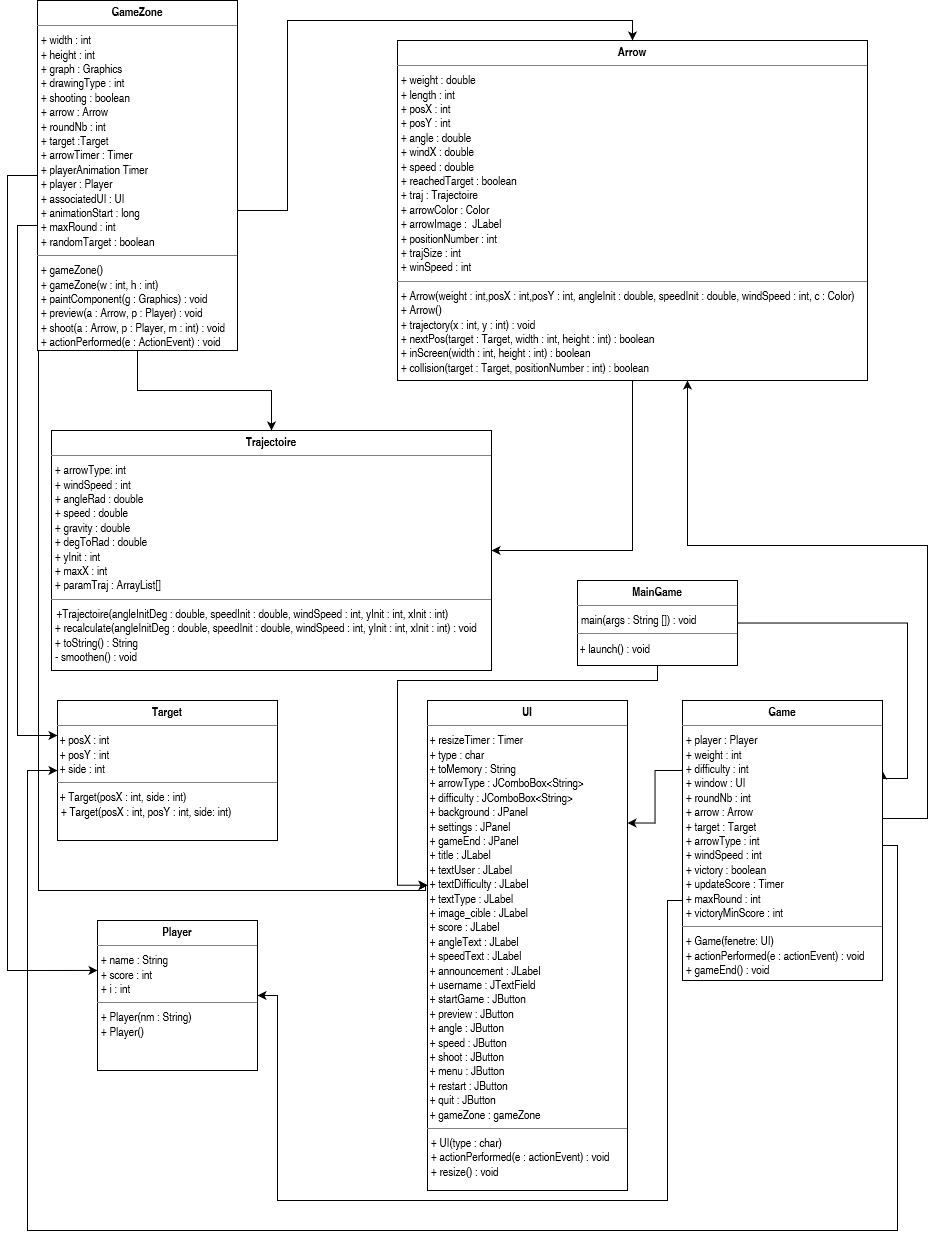 GameZone
+ width : int
+ height : int
+ graph : Graphics
+ drawingType : int
+ shooting : boolean
+ arrow : Arrow
+ roundNb : int
+ target :Target
+ arrowTimer : Timer
+ playerAnimation Timer
+ player : Player
+ associatedUI : UI
+ animationStart : long
+ maxRound : int
+ randomTarget : boolean
+ gameZone()
+ gameZone(w : int, h : int)
+ paintComponent(g : Graphics) : void
+ preview(a : Arrow, p : Player) : void
+ shoot(a : Arrow, p : Player, m : int) : void
+ actionPerformed(e : ActionEvent) : void
Arrow
+ weight : double
+ length : int
+ posX : int
+ posY : int
+ angle : double
+ windX : double
+ speed : double
+ reachedTarget : boolean
+ traj : Trajectoire
+ arrowColor : Color
+ arrowImage : JLabel
+ positionNumber : int
+ trajSize : int
+ winSpeed : int
+ Arrow(weight : int,posX : int,posY : int, angleInit : double, speedInit : double, windSpeed : int, c : Color)
+ Arrow()
+ trajectory(x : int, y : int) : void
+ nextPos(target : Target, width : int, height : int) : boolean
+ inScreen(width : int, height : int) : boolean
+ collision(target : Target, positionNumber : int) : boolean
Trajectoire
+ arrowType: int
+ windSpeed : int
+ angleRad : double
+ speed : double
+ gravity : double
+ degToRad : double
+ yInit : int
+ maxX : int
+ paramTraj : ArrayList[]
+Trajectoire(angleInitDeg : double, speedInit : double, windSpeed : int, yInit : int, xInit : int)
+ recalculate(angleInitDeg : double, speedInit : double, windSpeed : int, yInit : int, xInit : int) : void
+ toString() : String
- smoothen() : void
MainGame
main(args : String []) : void
+ launch() : void
Target
+ posX : int
+ posY : int
+ side : int
+ Target(posX : int, side : int)
+ Target(posX : int, posY : int, side: int)
UI
+ resizeTimer : Timer
+ type : char
+ toMemory : String
+ arrowType : JComboBox<String>
+ difficulty : JComboBox<String>
+ background : JPanel
+ settings : JPanel
+ gameEnd : JPanel
+ title : JLabel
+ textUser : JLabel
+ textDifficulty : JLabel
+ textType : JLabel
+ image_cible : JLabel
+ score : JLabel
+ angleText : JLabel
+ speedText : JLabel
+ announcement : JLabel
+ username : JTextField
+ startGame : JButton
+ preview : JButton
+ angle : JButton
+ speed : JButton
+ shoot : JButton
+ menu : JButton
+ restart : JButton
+ quit : JButton
+ gameZone : gameZone
+ UI(type : char)
+ actionPerformed(e : actionEvent) : void
+ resize() : void
Game
+ player : Player
+ weight : int
+ difficulty : int
+ window : UI
+ roundNb : int
+ arrow : Arrow
+ target : Target
+ arrowType : int
+ windSpeed : int
+ victory : boolean
+ updateScore : Timer
+ maxRound : int
+ victoryMinScore : int
+ Game(fenetre: UI)
+ actionPerformed(e : actionEvent) : void
+ gameEnd() : void
Player
+ name : String
+ score : int
+ i : int
+ Player(nm : String)
+ Player()